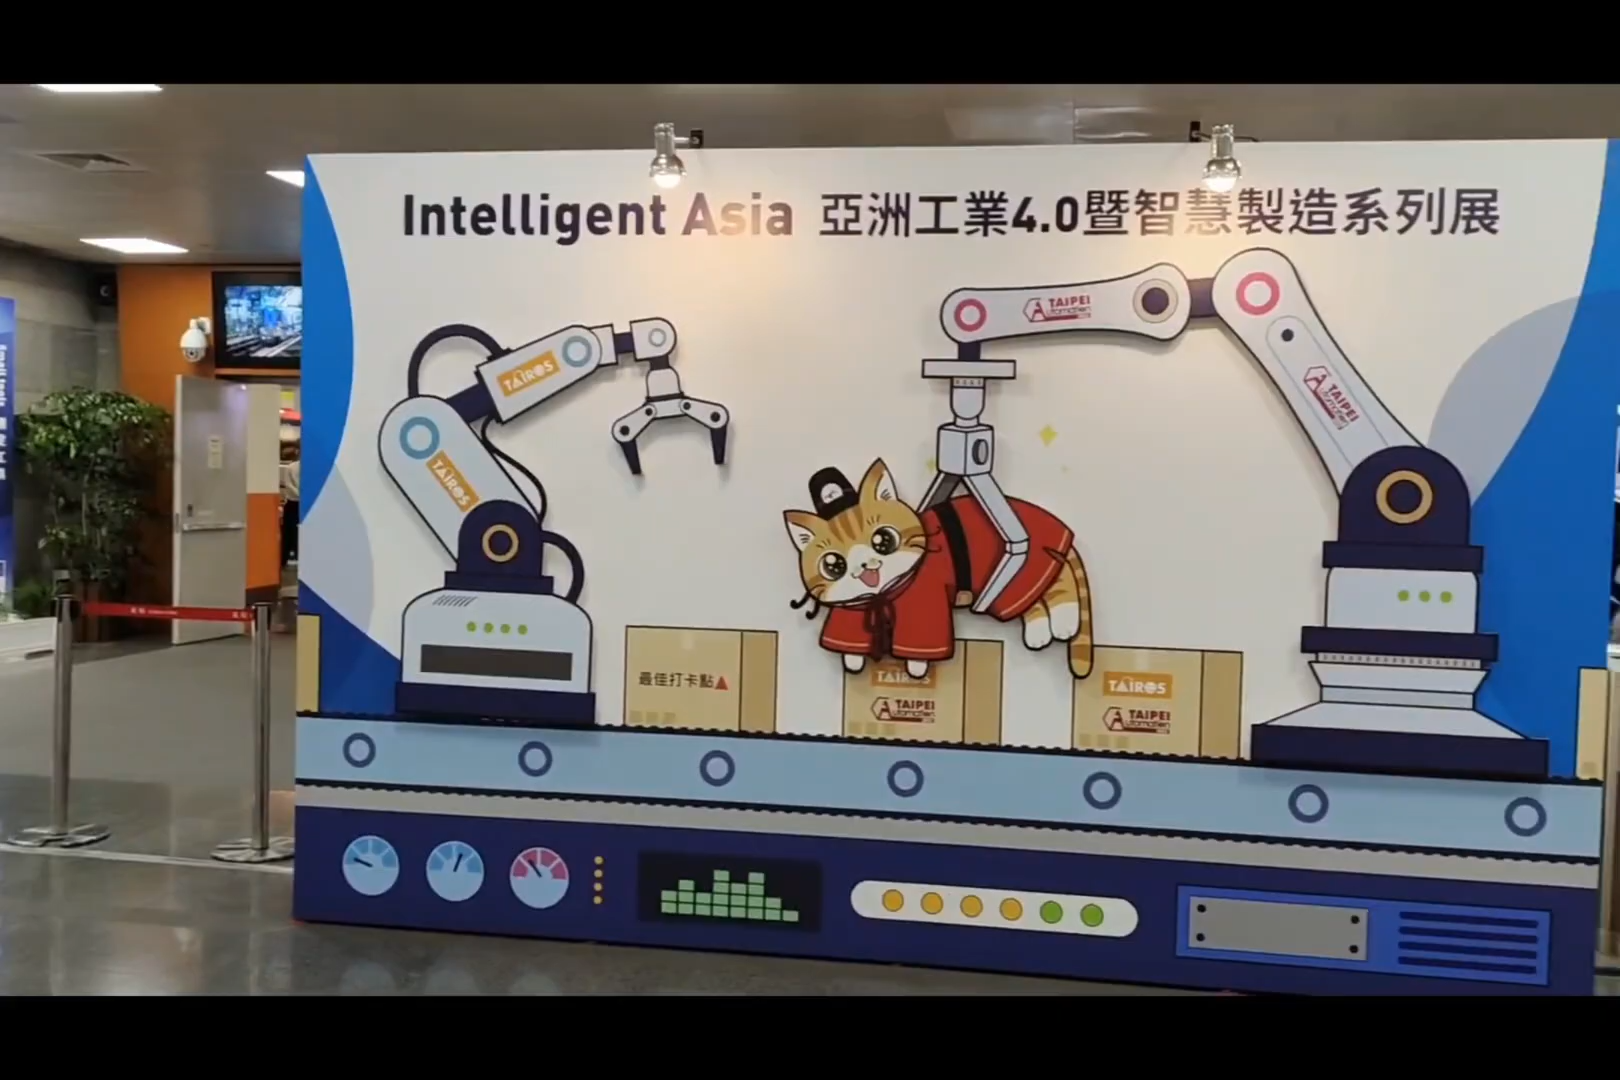 Intelligent Asia 亞洲工業4.0暨智慧製造系列展
TAIPEI
Automation
TAIROS
TAIPEI
Automation
TAIROS
最佳打卡點
TAIROS
TAIPEI
Automation
TAIROS
TAIPEI
Automation